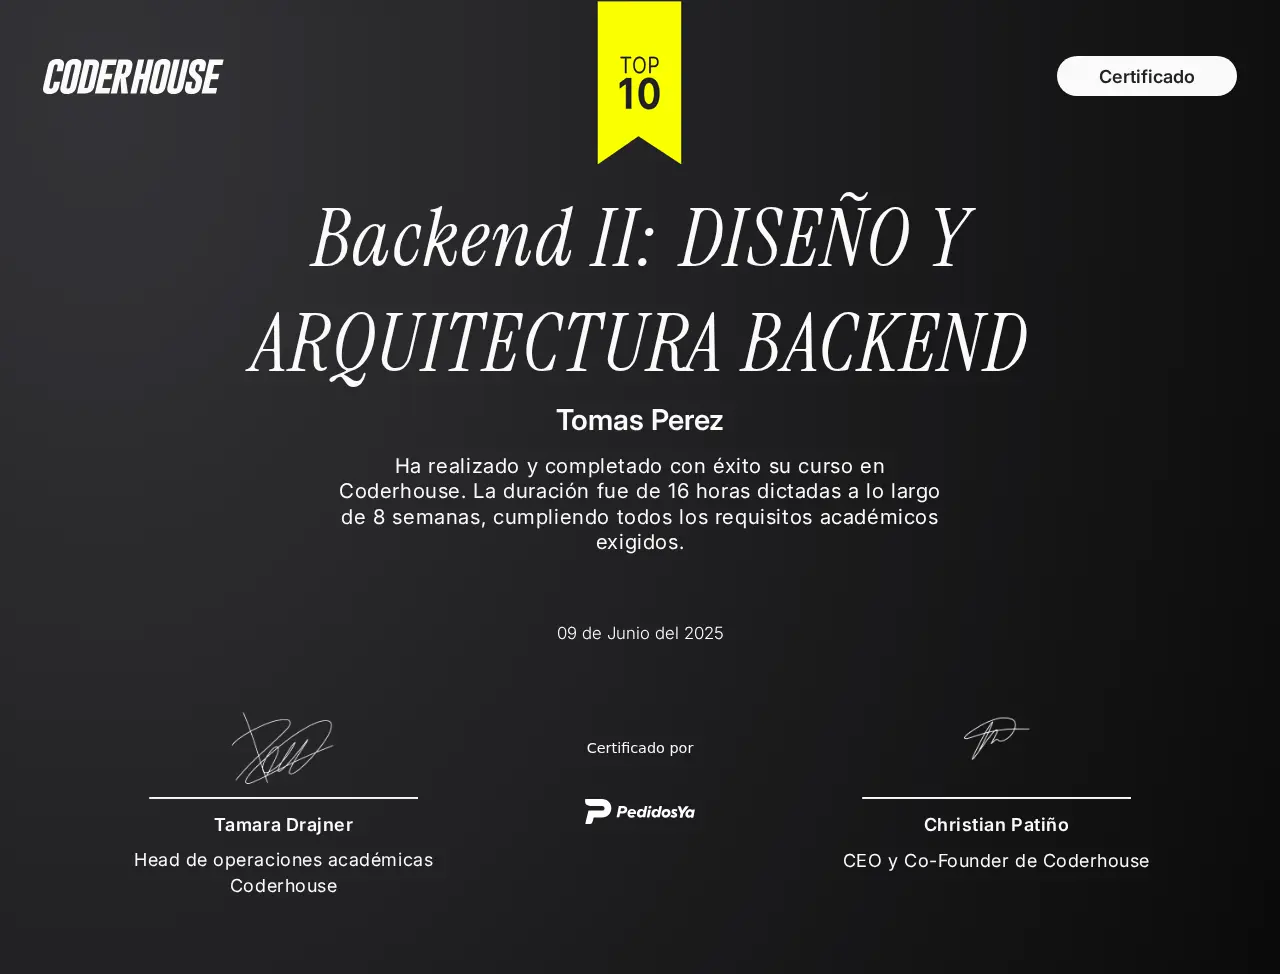 CODERHOUSE
TOP
10
Certificado
Backend II: DISEÑO Y
ARQUITECTURA BACKEND
Tomas Perez
Ha realizado y completado con éxito su curso en
Coderhouse. La duración fue de 16 horas dictadas a lo largo
de 8 semanas, cumpliendo todos los requisitos académicos
exigidos.
09 de Junio del 2025
Certificado por
PedidosYa
Tamara Drajner
Head de operaciones académicas
Coderhouse
Christian Patiño
CEO y Co-Founder de Coderhouse